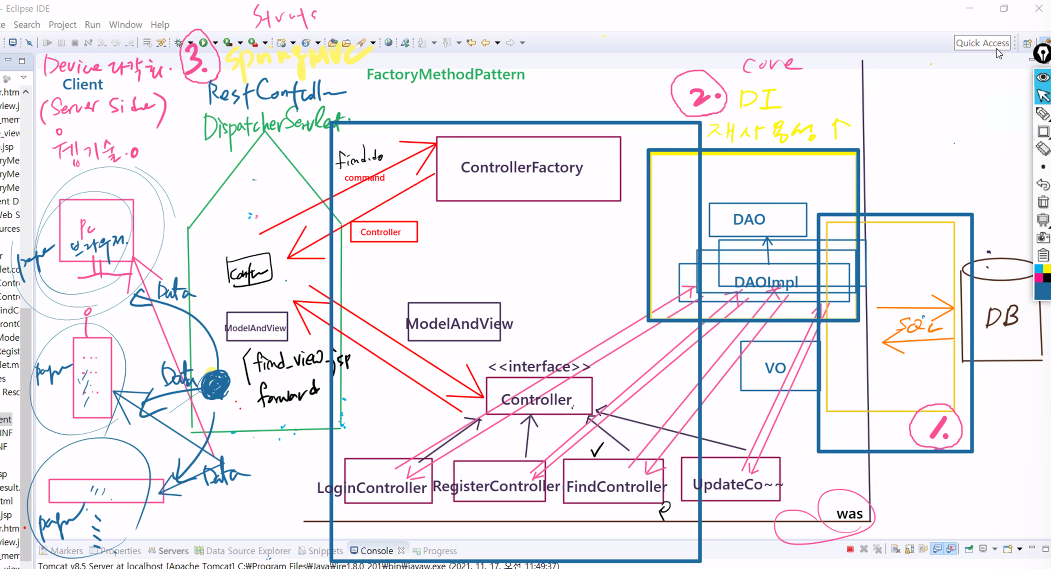 - Eclipse IDE
Search Project Run Window Help
Struts
Quick Access
Device 다양화.
3.
springmvc
FactoryMethodPattern
core
Client
RestController
2.
DI
(Server Side)
DispatcherServlet.
재사용성 ↑
웹기술.
find.do
command
ControllerFactory
Controller
DAO
PC
브라우저.
page
DAOImpl
Data
SQL
DB
ModelAndView
ModelAndView
(find_view.jsp
forward
<<interface>>
VO
page
Data
Controller
1.
LoginController
RegisterController
FindController
UpdateCo~~
Data
page
was
Markers
Properties
Servers
Data Source Explorer
Snippets
Console
Progress
Tomcat v8.5 Server at localhost [Apache Tomcat] C:\Program Files\Java\jre1.8.0_201\bin\javaw.exe (2021. 11. 17. 오전 11:49:37)